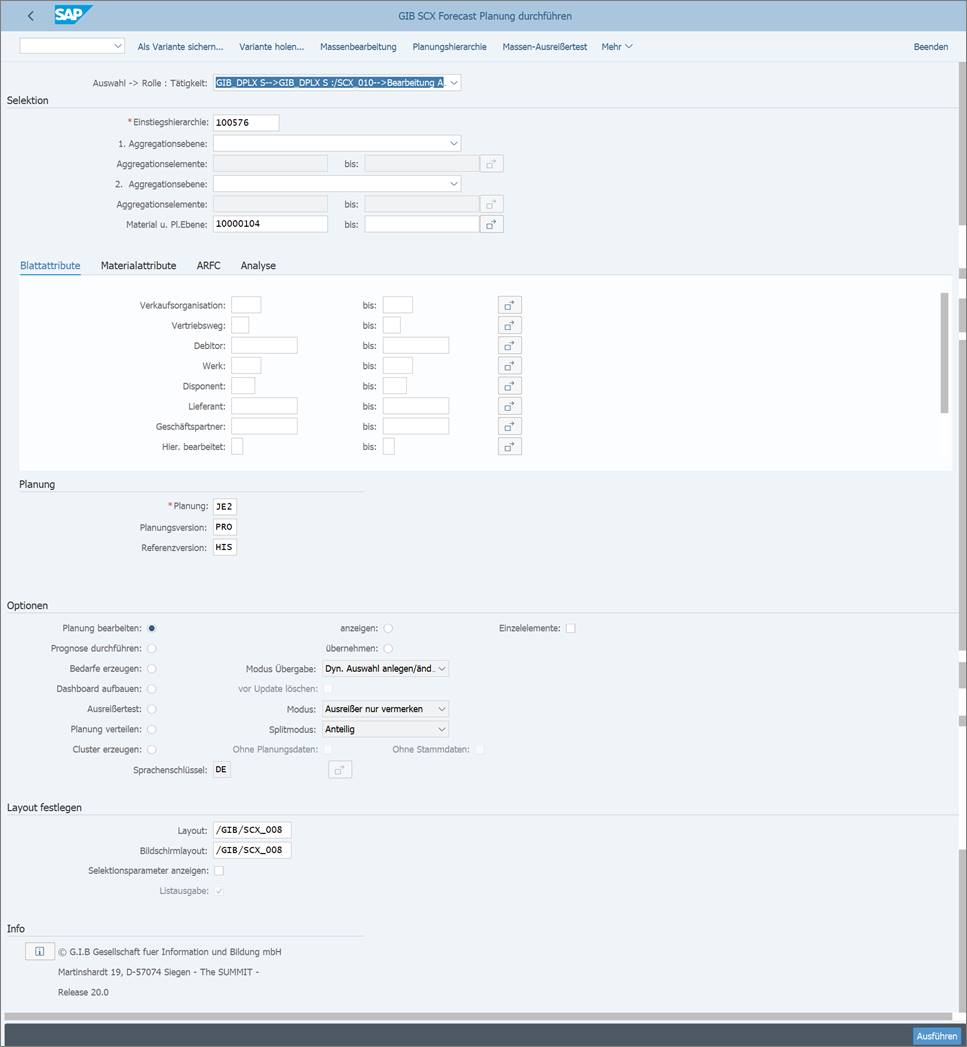 SAP GIB SCX Forecast Planung durchführen
Als Variante sichern... Variante holen... Massenbearbeitung Planungshierarchie Massen-Ausreißertest Mehr Beenden
Auswahl -> Rolle : Tätigkeit: GIB_DPLX S-->GIB_DPLX S :/SCX_010-->Bearbeitung A..
Selektion
*Einstiegshierarchie: 100576
1. Aggregationsebene:
Aggregationselemente: bis:
2. Aggregationsebene:
Aggregationselemente: bis:
Material u. Pl.Ebene: 10000104 bis:
Blattattribute Materialattribute ARFC Analyse
Verkaufsorganisation: bis:
Vertriebsweg: bis:
Debitor: bis:
Werk: bis:
Disponent: bis:
Lieferant: bis:
Geschäftspartner: bis:
Hier. bearbeitet: bis:
Planung
*Planung: JE2
Planungsversion: PRO
Referenzversion: HIS
Optionen
Planung bearbeiten: anzeigen: Einzelelemente:
Prognose durchführen: übernehmen:
Bedarfe erzeugen: Modus Übergabe: Dyn. Auswahl anlegen/änd..
Dashboard aufbauen: vor Update löschen:
Ausreißertest: Modus: Ausreißer nur vermerken
Planung verteilen: Splitmodus: Anteilig
Cluster erzeugen: Ohne Planungsdaten: Ohne Stammdaten:
Sprachenschlüssel: DE
Layout festlegen
Layout: /GIB/SCX_008
Bildschirmlayout: /GIB/SCX_008
Selektionsparameter anzeigen:
Listausgabe:
Info
© G.I.B Gesellschaft fuer Information und Bildung mbH
Martinshardt 19, D-57074 Siegen - The SUMMIT -
Release 20.0
Ausführen